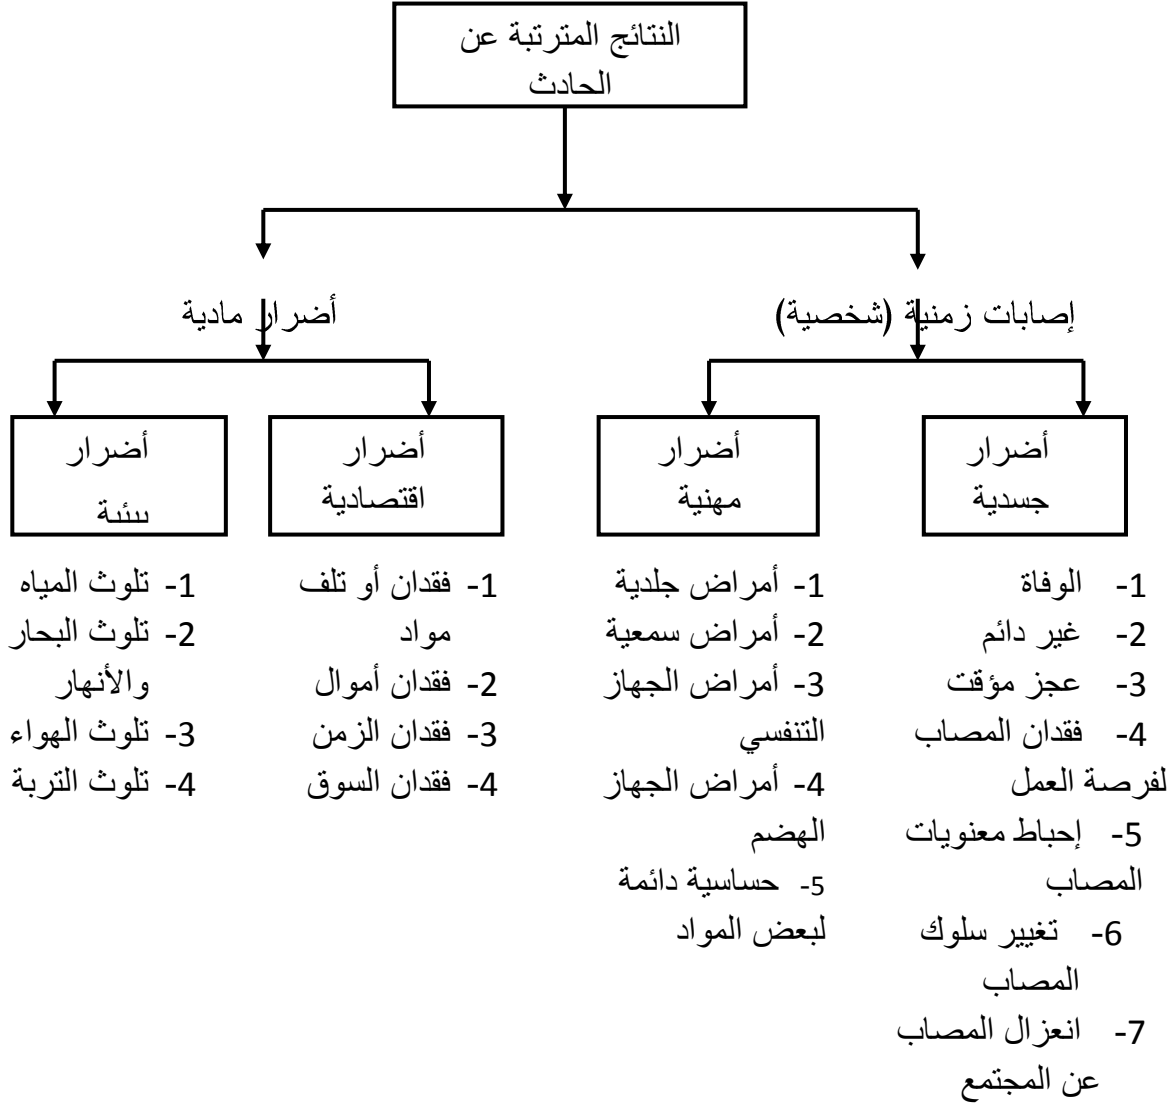 النتائج المترتبة عن
الحادث
إصابات زمنية (شخصية)
أضرار مادية
أضرار
جسدية
أضرار
مهنية
أضرار
اقتصادية
أضرار
بيئية
1- الوفاة
2- غير دائم
3- عجز مؤقت
4- فقدان المصاب
لفرصة العمل
5- إحباط معنويات
المصاب
6- تغيير سلوك
المصاب
7- انعزال المصاب
عن المجتمع
1- أمراض جلدية
2- أمراض سمعية
3- أمراض الجهاز
التنفسي
4- أمراض الجهاز
الهضم
5- حساسية دائمة
لبعض المواد
1- فقدان أو تلف
مواد
2- فقدان أموال
3- فقدان الزمن
4- فقدان السوق
1- تلوث المياه
2- تلوث البحار
والأنهار
3- تلوث الهواء
4- تلوث التربة